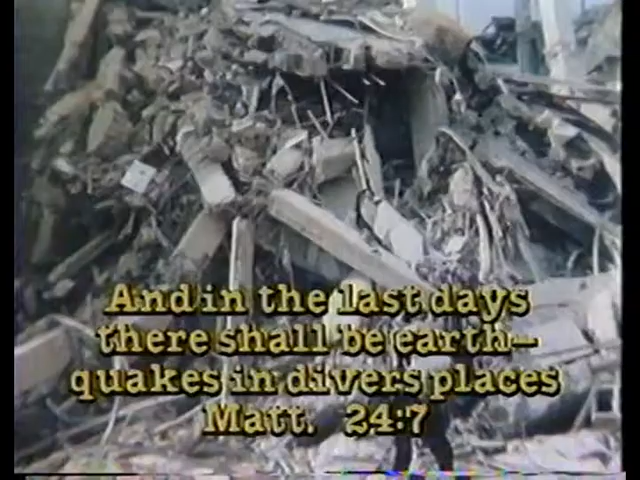 And in the last days
there shall be earth-
quakes in divers places
Matt. 24:7